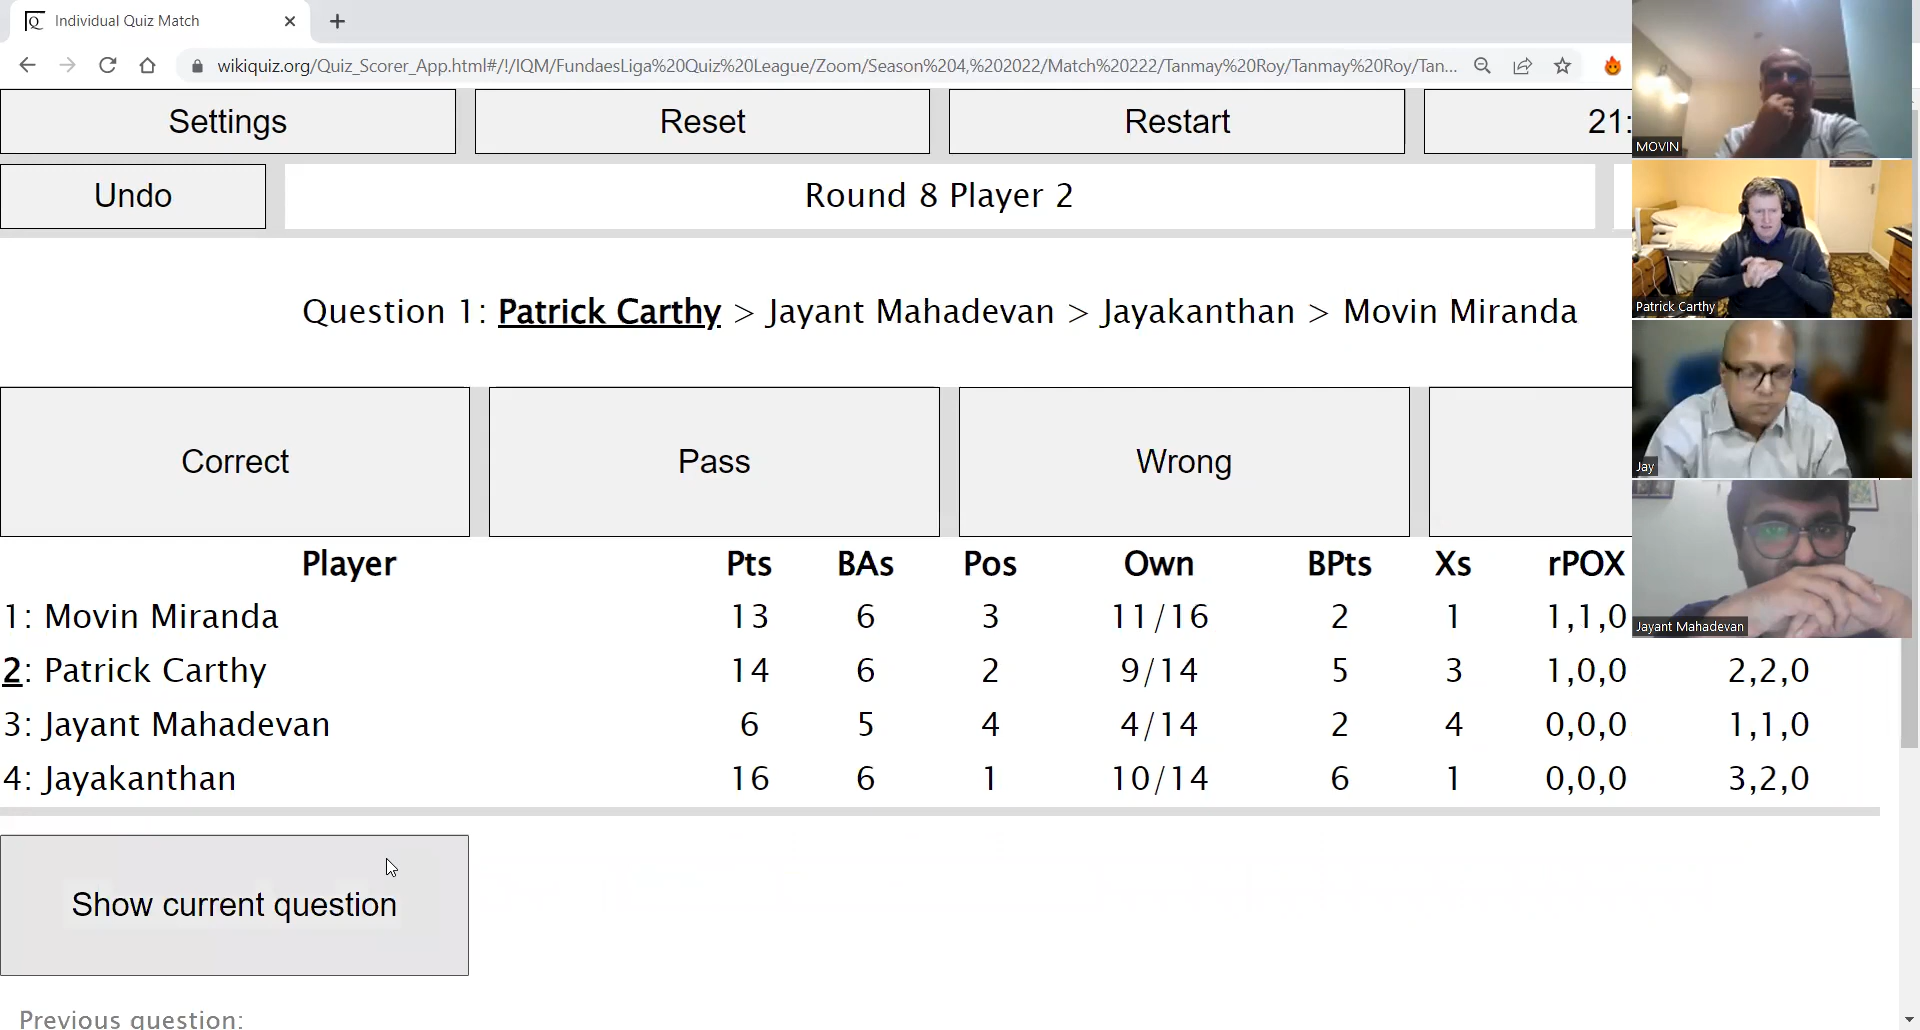 Individual Quiz Match
wikiquiz.org/Quiz_Scorer_App.html#/!/IQM/FundaesLiga%20Quiz%20League/Zoom/Season%204,%202022/Match%20222/Tanmay%20Roy/Tanmay%20Roy/Tan...
Settings Reset Restart 21:
Undo Round 8 Player 2
Question 1: Patrick Carthy > Jayant Mahadevan > Jayakanthan > Movin Miranda
Correct Pass Wrong
Player Pts BAs Pos Own BPts Xs rPOX
1: Movin Miranda 13 6 3 11/16 2 1 1,1,0
2: Patrick Carthy 14 6 2 9/14 5 3 1,0,0 2,2,0
3: Jayant Mahadevan 6 5 4 4/14 2 4 0,0,0 1,1,0
4: Jayakanthan 16 6 1 10/14 6 1 0,0,0 3,2,0
Show current question
Previous question:
MOVIN
Patrick Carthy
Jay
Jayant Mahadevan